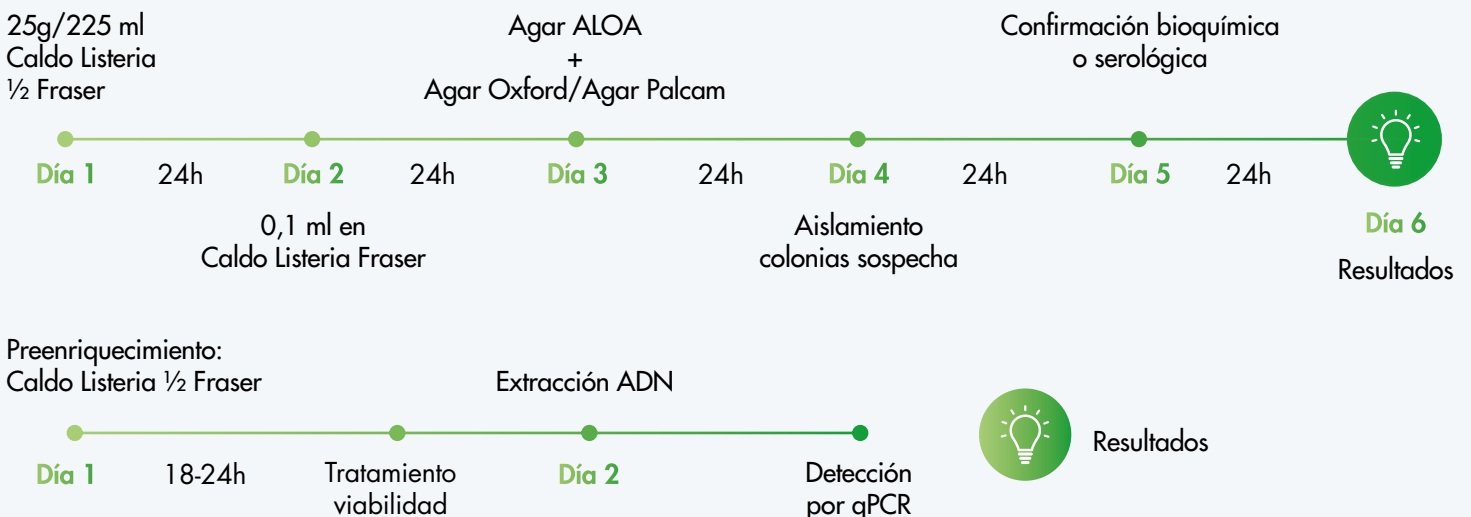 25g/225 ml
Caldo Listeria
½ Fraser
Agar ALOA
+
Agar Oxford/Agar Palcam
Confirmación bioquímica
o serológica
Día 1
24h
Día 2
24h
Día 3
24h
Día 4
24h
Día 5
24h
Día 6
0,1 ml en
Caldo Listeria Fraser
Aislamiento
colonias sospecha
Resultados
Preenriquecimiento:
Caldo Listeria ½ Fraser
Extracción ADN
Resultados
Día 1
18-24h
Tratamiento
viabilidad
Día 2
Detección
por qPCR